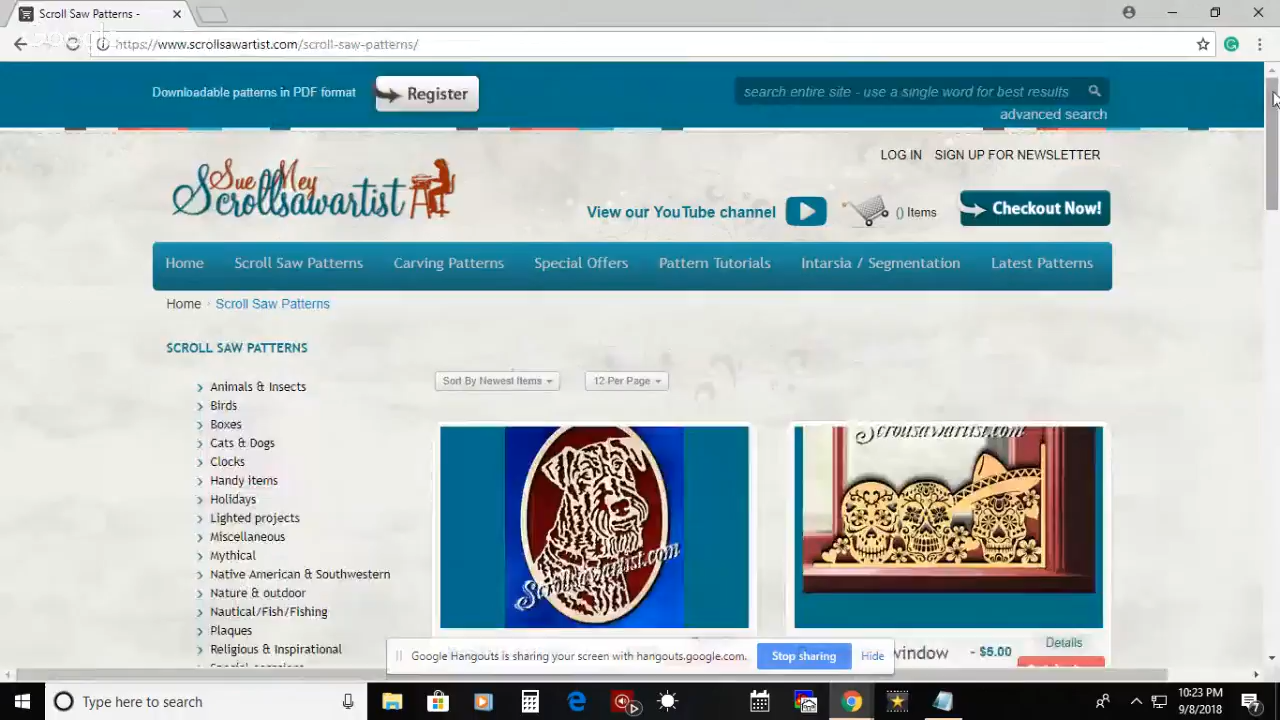 Scroll Saw Patterns -
https://www.scrollsawartist.com/scroll-saw-patterns/
Downloadable patterns in PDF format
Register
search entire site - use a single word for best results
advanced search
LOG IN
SIGN UP FOR NEWSLETTER
Sue Mey
Scrollsawartist
View our YouTube channel
() Items
Checkout Now!
Home
Scroll Saw Patterns
Carving Patterns
Special Offers
Pattern Tutorials
Intarsia / Segmentation
Latest Patterns
Home · Scroll Saw Patterns
SCROLL SAW PATTERNS
Animals & Insects
Birds
Boxes
Cats & Dogs
Clocks
Handy items
Holidays
Lighted projects
Miscellaneous
Mythical
Native American & Southwestern
Nature & outdoor
Nautical/Fish/Fishing
Plaques
Religious & Inspirational
Sort By Newest Items
12 Per Page
Scrollsawartist.com
Scrollsawartist.com
window
- $5.00
Details
Google Hangouts is sharing your screen with hangouts.google.com.
Stop sharing
Hide
Type here to search
10:23 PM
9/8/2018
7